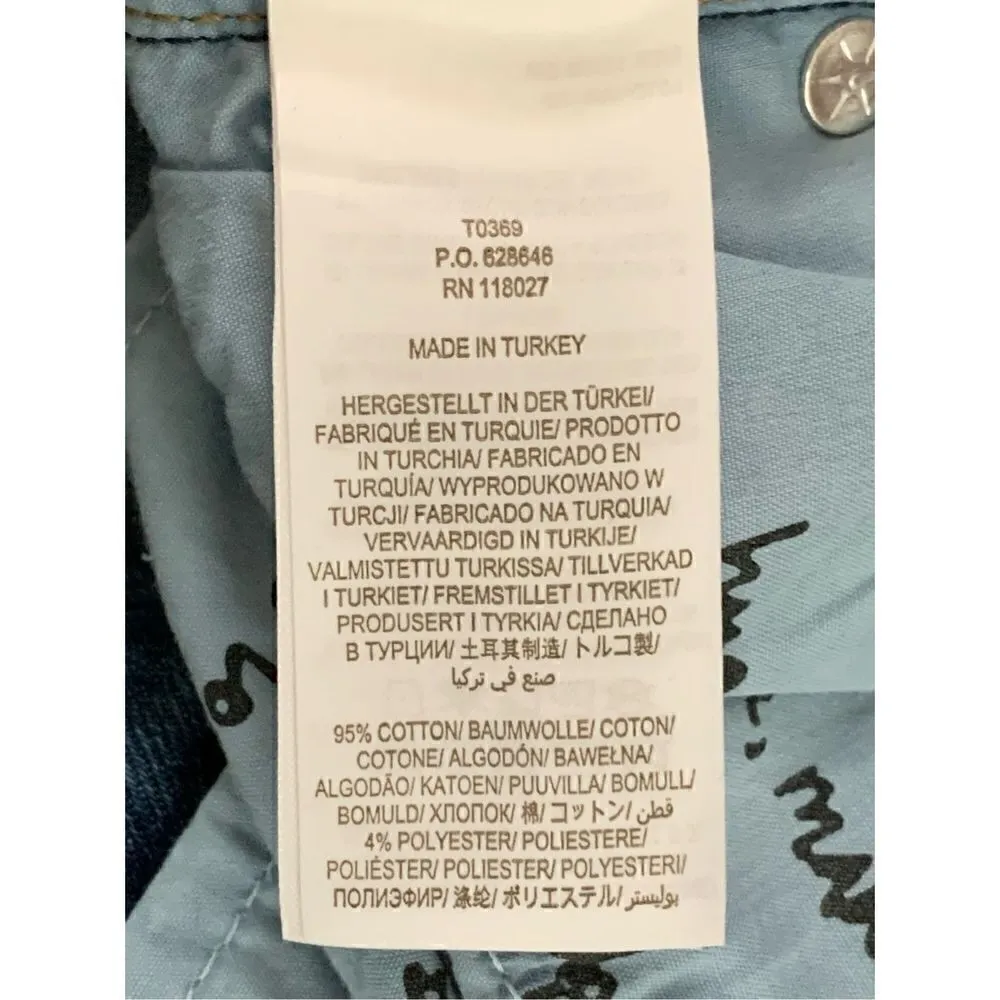 T0369
P.O. 628646
RN 118027
MADE IN TURKEY
HERGESTELLT IN DER TÜRKEI/
FABRIQUÉ EN TURQUIE/ PRODOTTO
IN TURCHIA/ FABRICADO EN
TURQUÍA/ WYPRODUKOWANO W
TURCJI/ FABRICADO NA TURQUIA/
VERVAARDIGD IN TURKIJE/
VALMISTETTU TURKISSA/ TILLVERKAD
I TURKIET/ FREMSTILLET I TYRKIET/
PRODUSERT I TYRKIA/ СДЕЛАНО
В ТУРЦИИ/ 土耳其制造/ トルコ製/
صنع في تركيا
95% COTTON/ BAUMWOLLE/ COTON/
COTONE/ ALGODÓN/ BAWEŁNA/
ALGODÃO/ KATOEN/ PUUVILLA/ BOMULL/
BOMULD/ ХЛОПОК/ 棉/ コットン/ قطن
4% POLYESTER/ POLIESTERE/
POLIÉSTER/ POLIESTER/ POLYESTERI/
ПОЛИЭФИР/ 涤纶/ ポリエステル/ بوليستر